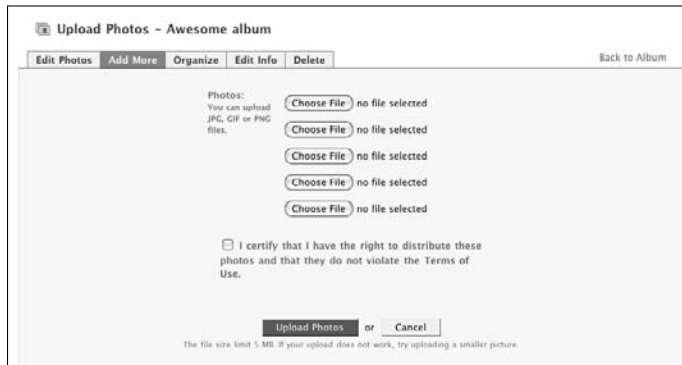 Upload Photos – Awesome album
Edit Photos Add More Organize Edit Info Delete Back to Album
Photos:
You can upload
JPG, GIF or PNG
files.
Choose File no file selected
Choose File no file selected
Choose File no file selected
Choose File no file selected
Choose File no file selected
I certify that I have the right to distribute these
photos and that they do not violate the Terms of
Use.
Upload Photos or Cancel
The file size limit 5 MB. If your upload does not work, try uploading a smaller picture.